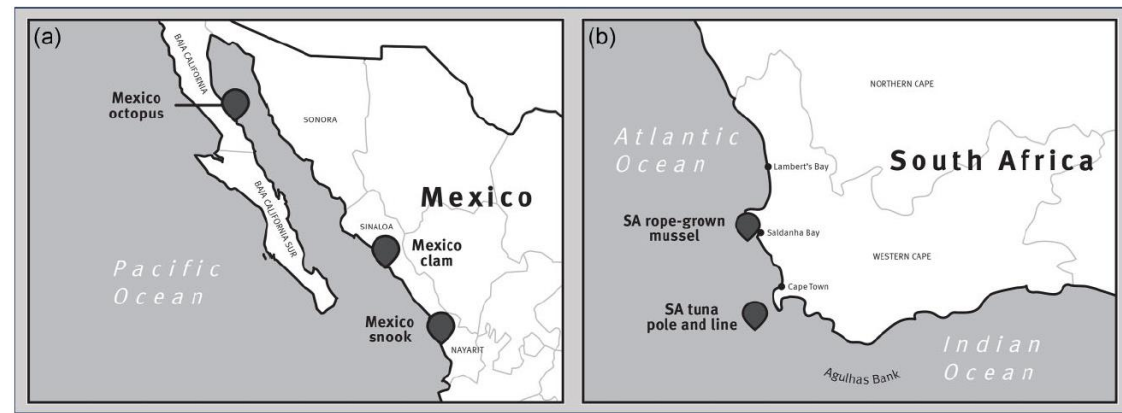 (a)
BAJA CALIFORNIA
Mexico
octopus
SONORA
Mexico
BAJA CALIFORNIA SUR
SINALOA
Mexico
clam
Pacific
Ocean
Mexico
snook
NAYARIT
(b)
NORTHERN CAPE
Atlantic
Ocean
South Africa
Lambert's Bay
SA rope-grown
mussel
Saldanha Bay
WESTERN CAPE
Cape Town
SA tuna
pole and line
Indian
Ocean
Agulhas Bank